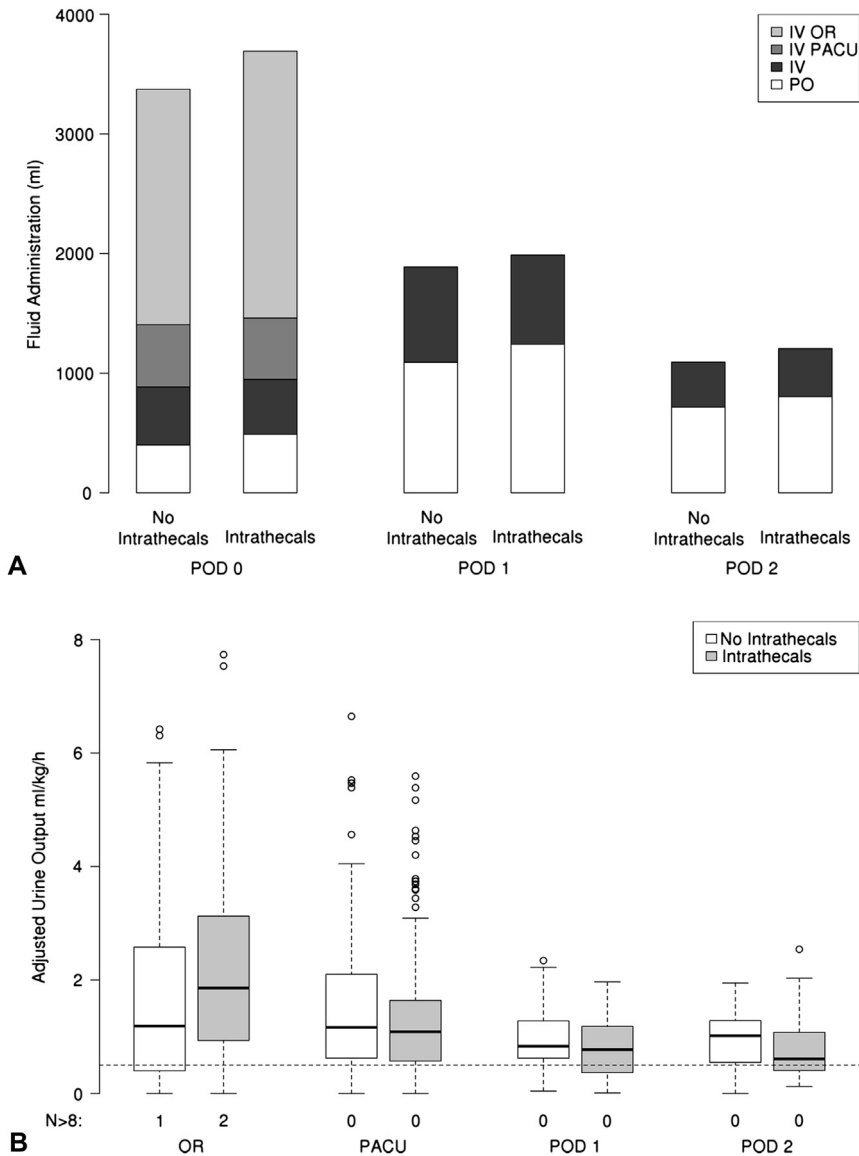 4000
3000
2000
1000
0
Fluid Administration (ml)
IV OR
IV PACU
IV
PO
No
Intrathecals
Intrathecals
No
Intrathecals
Intrathecals
No
Intrathecals
Intrathecals
POD 0
POD 1
POD 2
A
8
6
4
2
0
Adjusted Urine Output ml/kg/h
No Intrathecals
Intrathecals
N>8: 1 2 0 0 0 0 0 0
OR PACU POD 1 POD 2
B